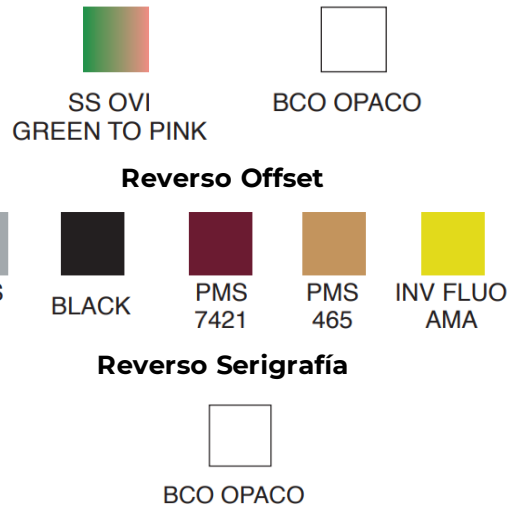 SS OVI
GREEN TO PINK
BCO OPACO
Reverso Offset
BLACK
PMS
7421
PMS
465
INV FLUO
AMA
Reverso Serigrafía
BCO OPACO